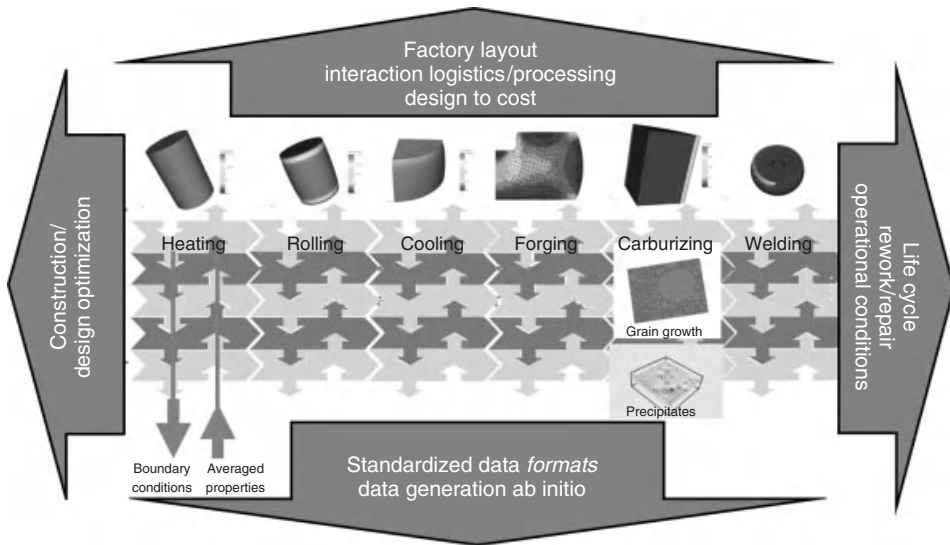 Factory layout
interaction logistics/processing
design to cost
Construction/
design optimization
Heating
Rolling
Cooling
Forging
Carburizing
Welding
Grain growth
Precipitates
Boundary
conditions
Averaged
properties
Life cycle
rework/repair
operational conditions
Standardized data formats
data generation ab initio